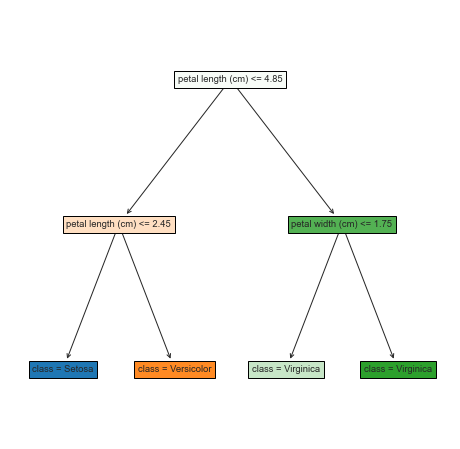 petal length (cm) <= 4.85
petal length (cm) <= 2.45
petal width (cm) <= 1.75
class = Setosa
class = Versicolor
class = Virginica
class = Virginica